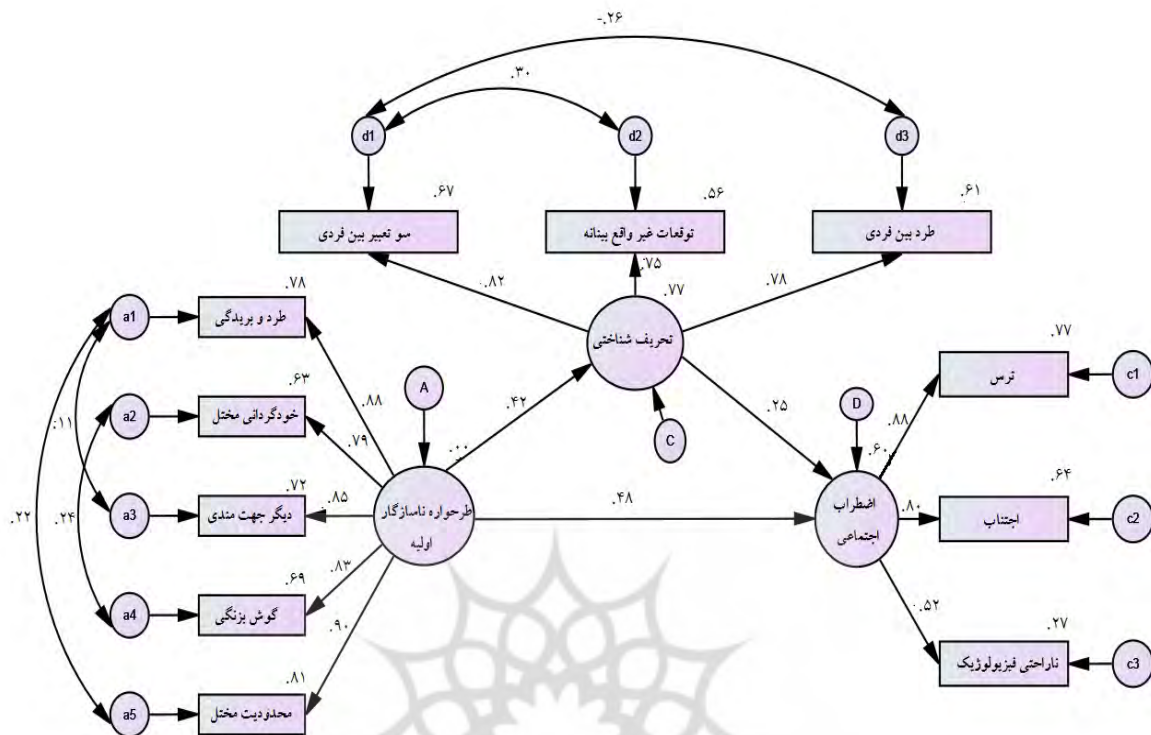 -.۲۶
.۳۰
d1
d2
d3
.۶۷
.۵۶
.۶۱
سو تعبیر بین فردی
توقعات غیر واقع بینانه
طرد بین فردی
.۸۲
.۷۵
.۷۸
.۷۷
تحریف شناختی
C
.۴۲
.۲۵
a1
.۷۸
طرد و بریدگی
.۸۸
a2
.۶۳
خودگردانی مختل
.۷۹
a3
.۷۲
دیگر جهت مندی
.۸۵
a4
.۶۹
گوش بزنگی
.۸۳
a5
.۸۱
محدودیت مختل
.۹۰
.۱۱
.۲۴
.۲۲
A
.۰۰
طرحواره ناسازگار
اولیه
.۴۸
D
.۶۰
اضطراب
اجتماعی
.۸۸
.۷۷
ترس
c1
.۸۰
.۶۴
اجتناب
c2
.۵۲
.۲۷
ناراحتی فیزیولوژیک
c3